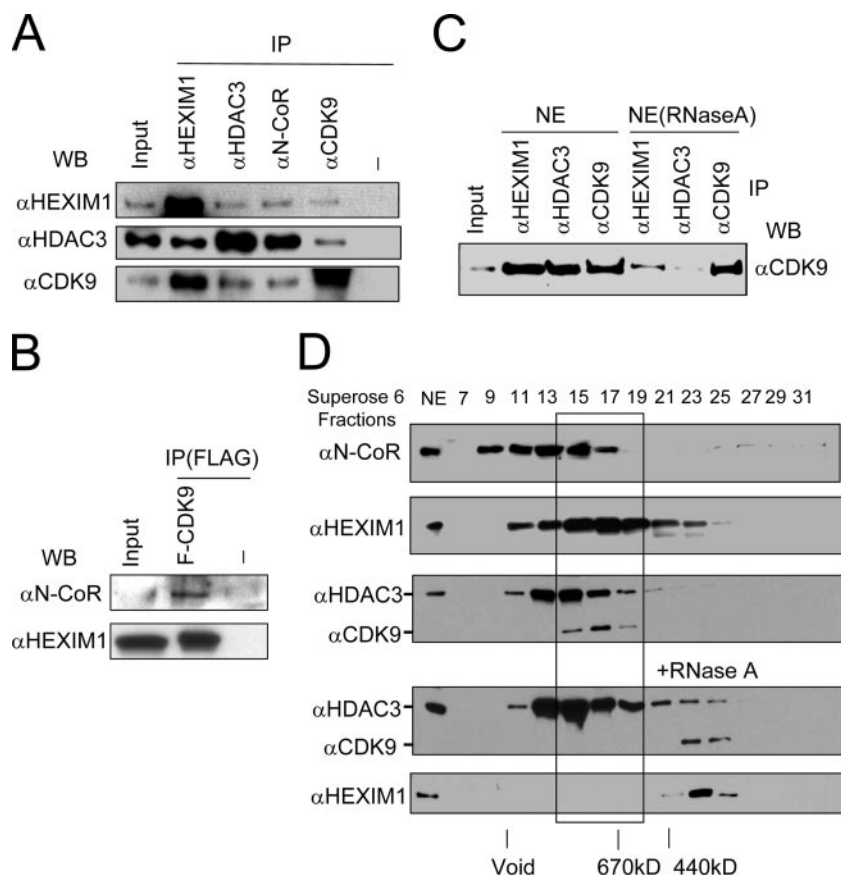 A
IP
WB
Input
αHEXIM1
αHDAC3
αN-CoR
αCDK9
–
αHEXIM1
αHDAC3
αCDK9
B
IP(FLAG)
WB
Input
F-CDK9
–
αN-CoR
αHEXIM1
C
NE NE(RNaseA)
Input
αHEXIM1
αHDAC3
αCDK9
αHEXIM1
αHDAC3
αCDK9
IP
WB
αCDK9
D
Superose 6 NE 7 9 11 13 15 17 19 21 23 25 27 29 31
Fractions
αN-CoR
αHEXIM1
αHDAC3
αCDK9
+RNase A
αHDAC3
αCDK9
αHEXIM1
Void 670kD 440kD